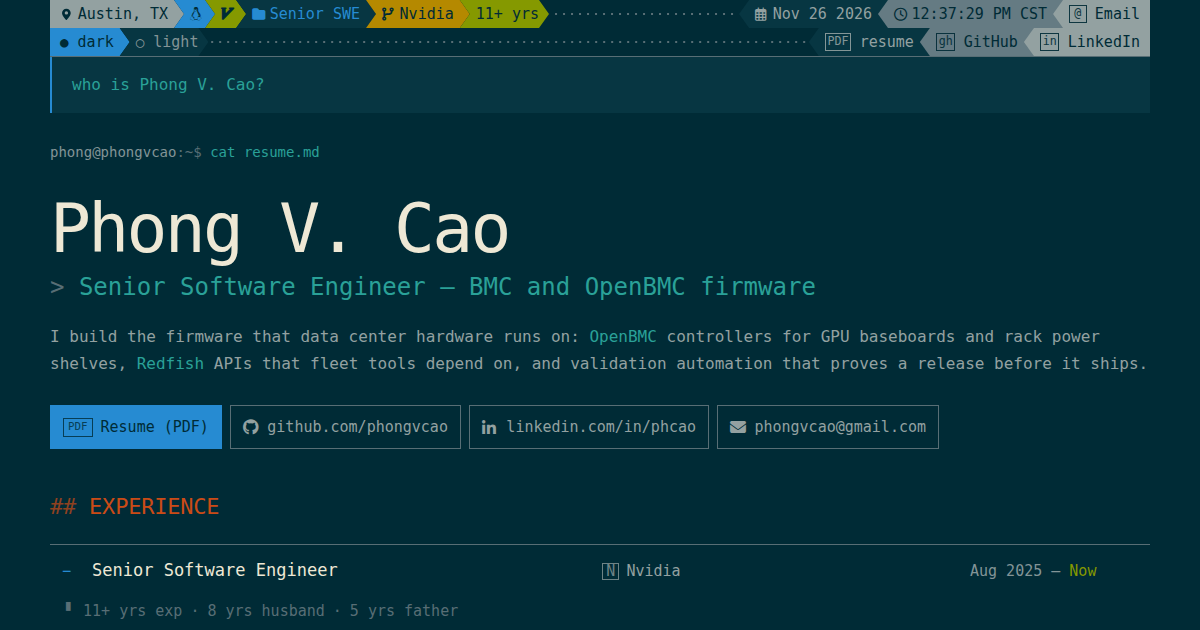 Austin, TX V Senior SWE Nvidia 11+ yrs Nov 26 2026 12:37:29 PM CST @ Email
● dark ○ light PDF resume gh GitHub in LinkedIn
who is Phong V. Cao?
phong@phongvcao:~$ cat resume.md
Phong V. Cao
> Senior Software Engineer — BMC and OpenBMC firmware
I build the firmware that data center hardware runs on: OpenBMC controllers for GPU baseboards and rack power
shelves, Redfish APIs that fleet tools depend on, and validation automation that proves a release before it ships.
PDF Resume (PDF) github.com/phongvcao linkedin.com/in/phcao phongvcao@gmail.com
## EXPERIENCE
— Senior Software Engineer N Nvidia Aug 2025 — Now
11+ yrs exp · 8 yrs husband · 5 yrs father